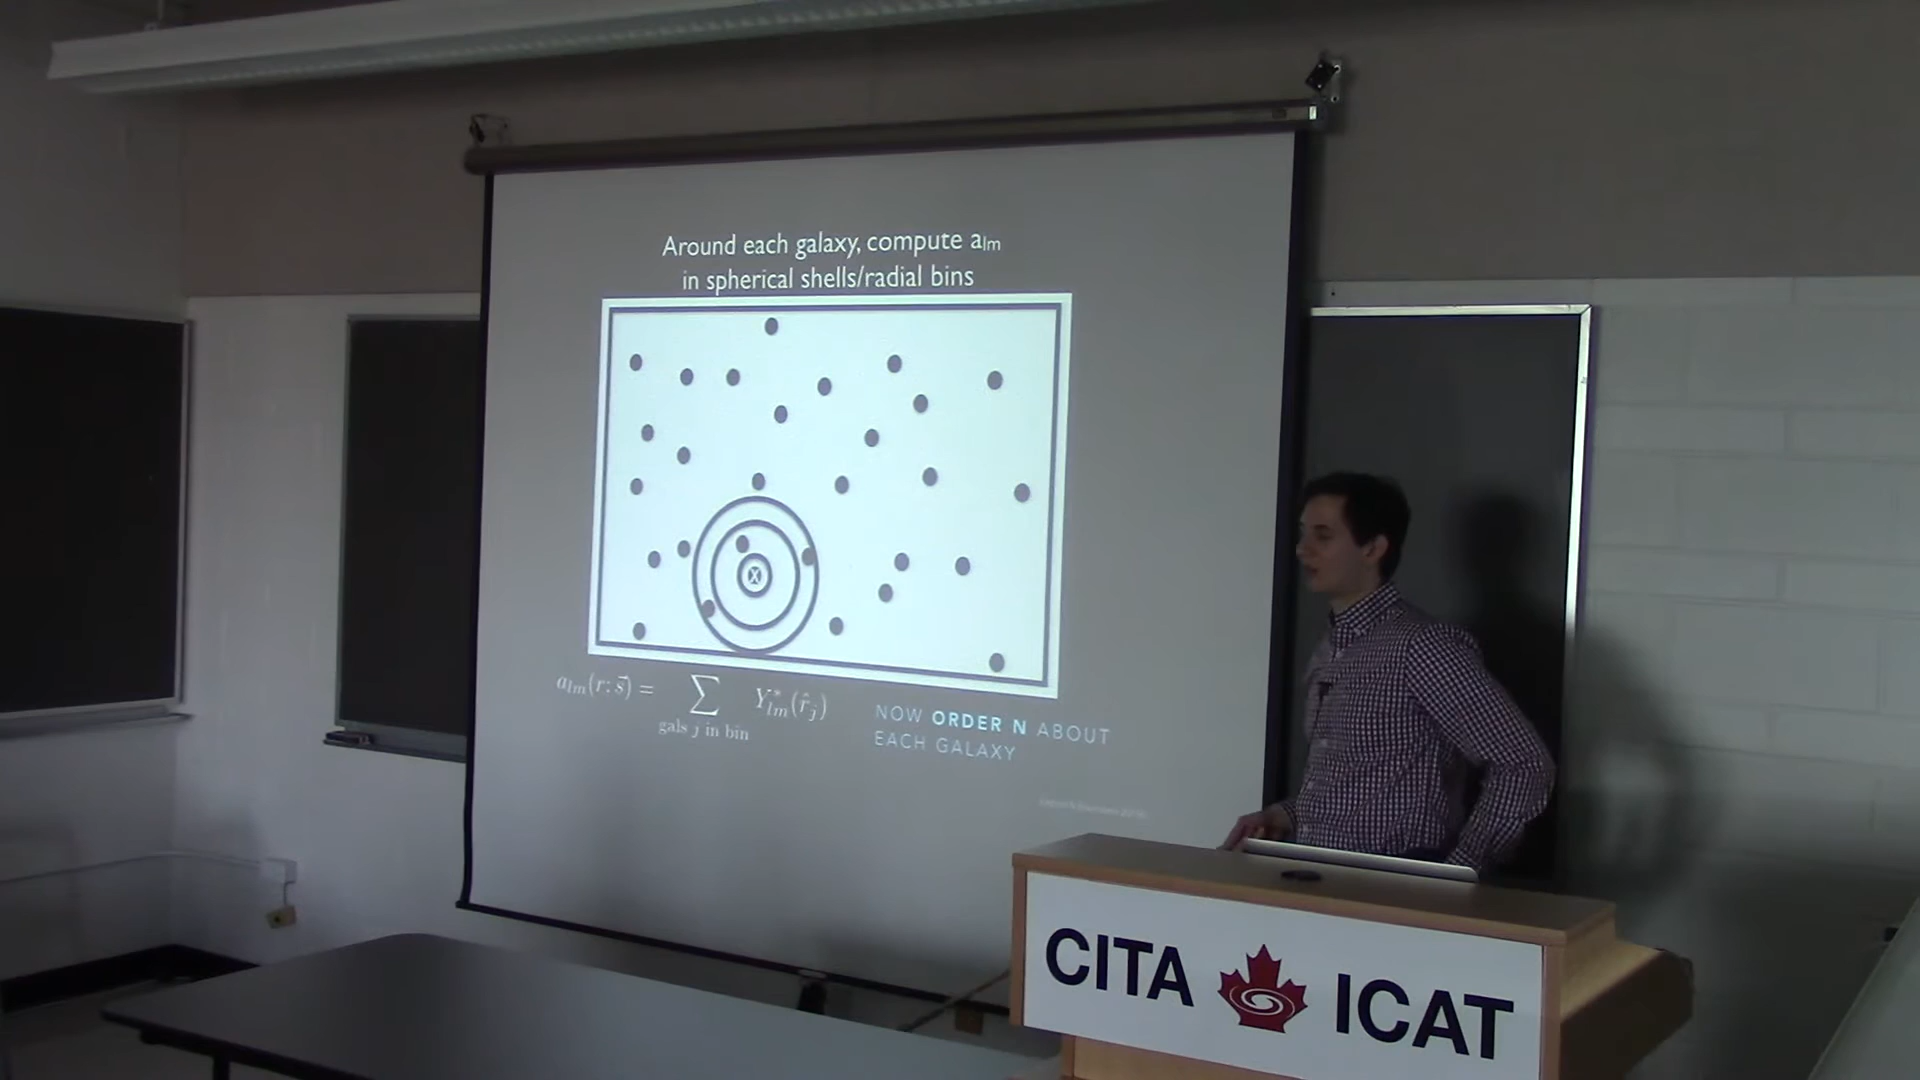 Around each galaxy, compute alm
in spherical shells/radial bins
X
alm(r; s⃗) = ∑ Y*lm(r̂j)
gals j in bin
NOW ORDER N ABOUT
EACH GALAXY
CITA ICAT